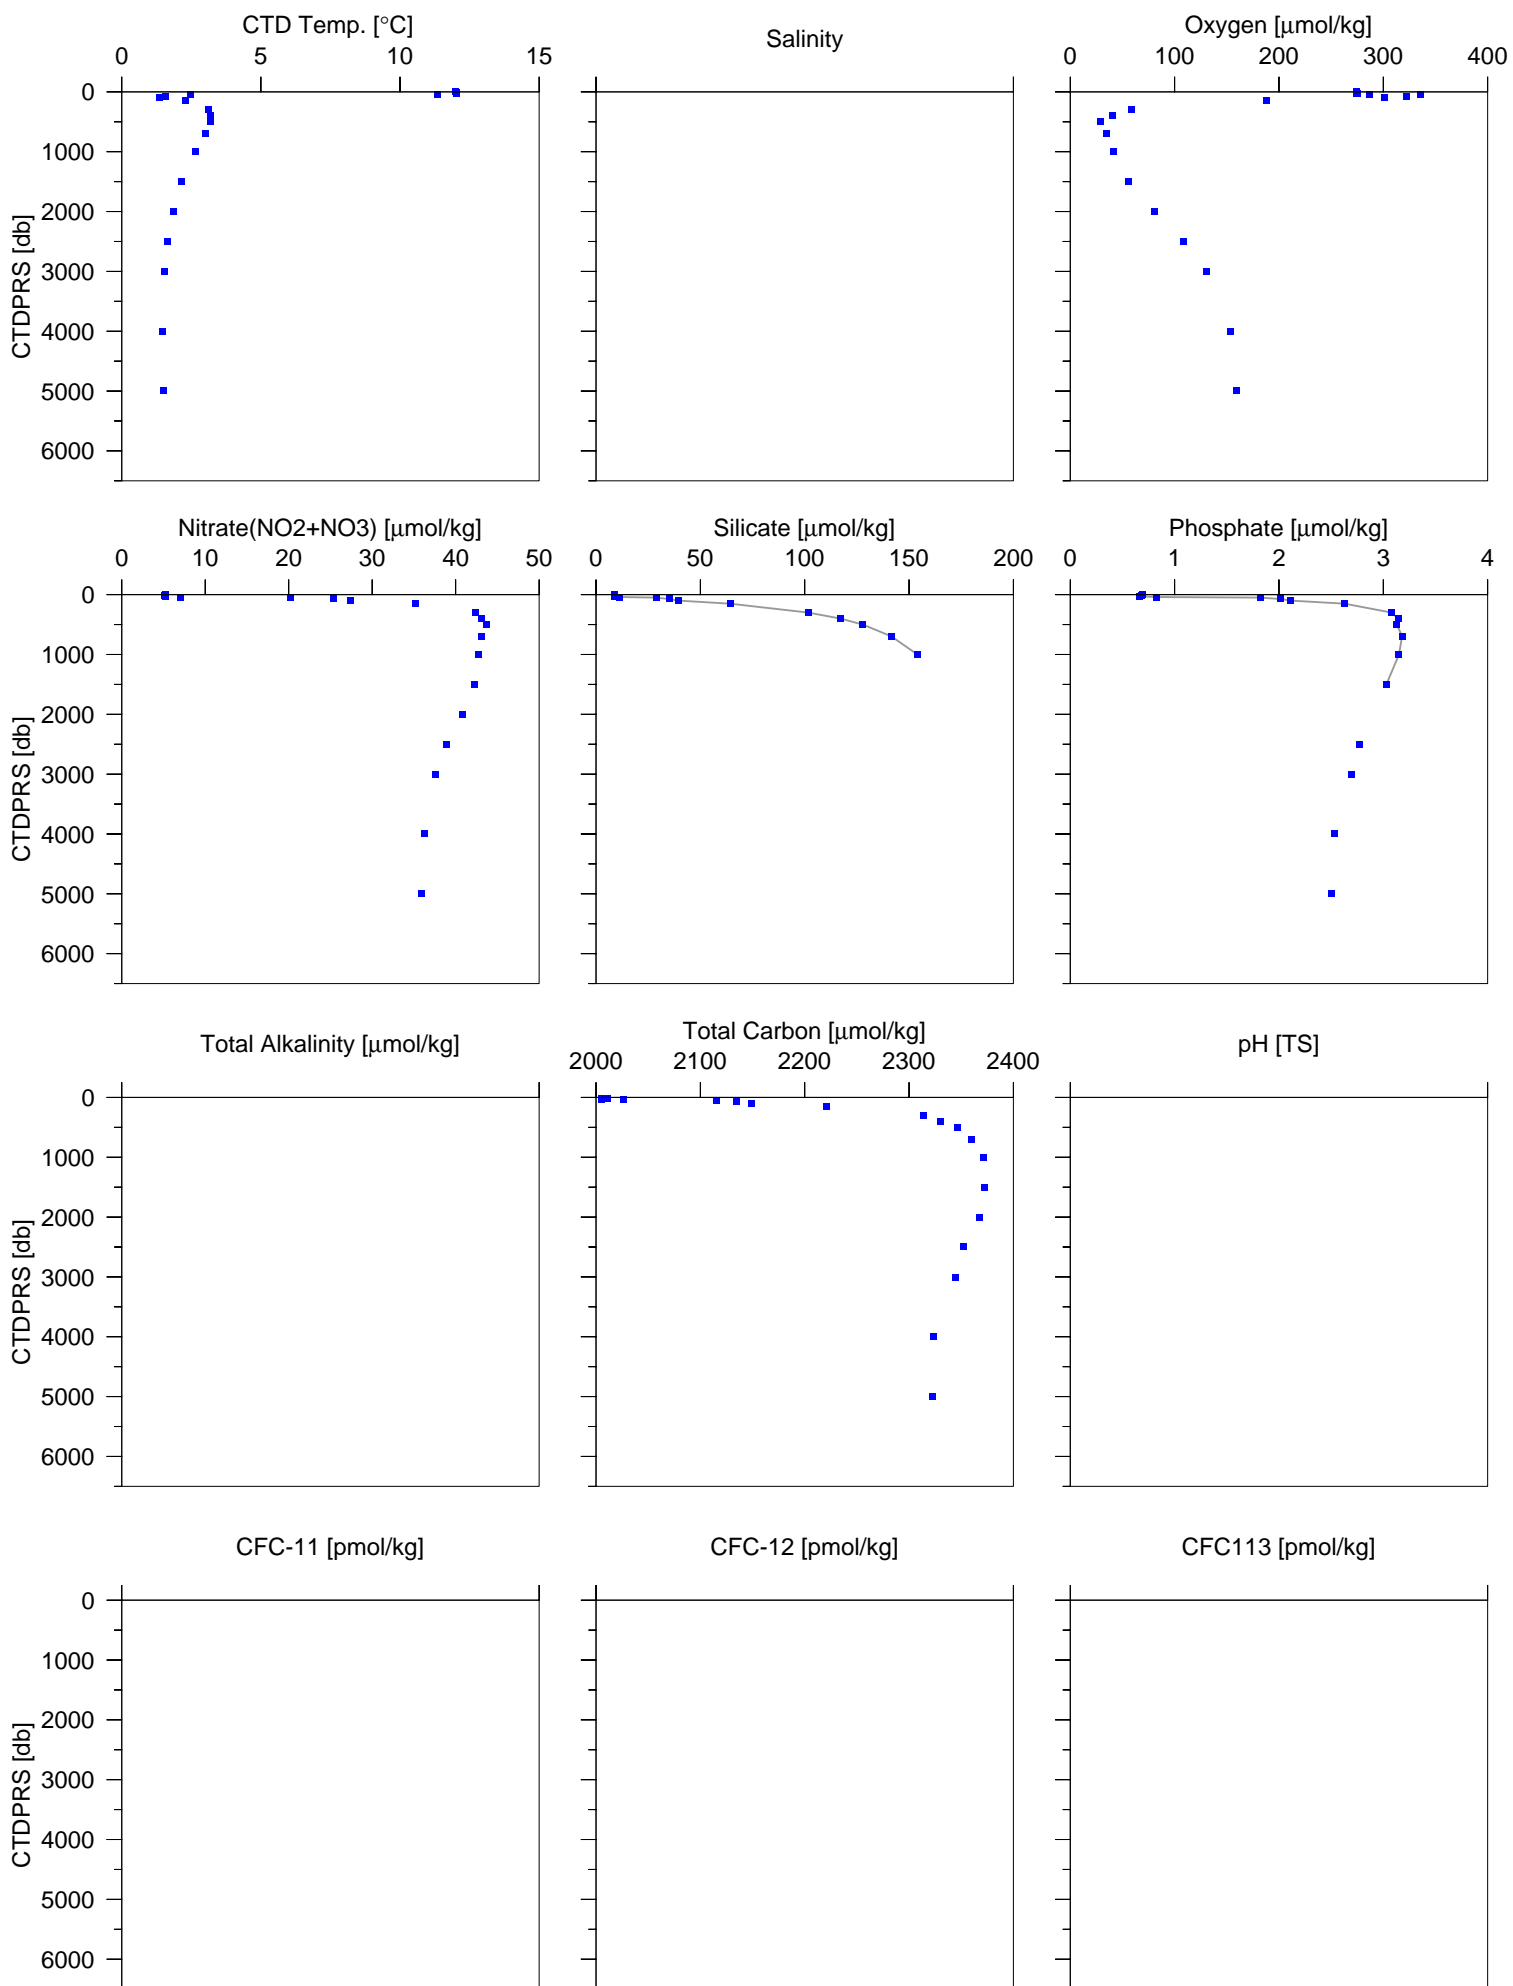 CTD Temp. [°C]
0 5 10 15
Salinity
Oxygen [μmol/kg]
0 100 200 300 400
CTDPRS [db]
0
1000
2000
3000
4000
5000
6000
Nitrate(NO2+NO3) [μmol/kg]
0 10 20 30 40 50
Silicate [μmol/kg]
0 50 100 150 200
Phosphate [μmol/kg]
0 1 2 3 4
CTDPRS [db]
0
1000
2000
3000
4000
5000
6000
Total Alkalinity [μmol/kg]
Total Carbon [μmol/kg]
2000 2100 2200 2300 2400
pH [TS]
CTDPRS [db]
0
1000
2000
3000
4000
5000
6000
CFC-11 [pmol/kg]
CFC-12 [pmol/kg]
CFC113 [pmol/kg]
CTDPRS [db]
0
1000
2000
3000
4000
5000
6000